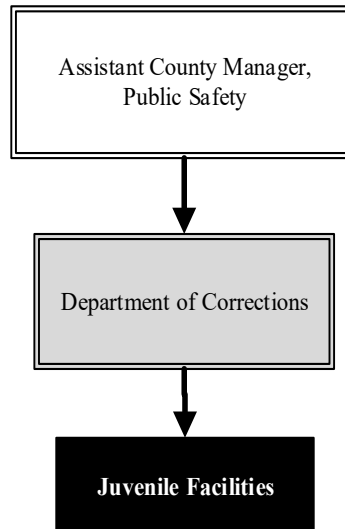 Assistant County Manager,
Public Safety
Department of Corrections
Juvenile Facilities